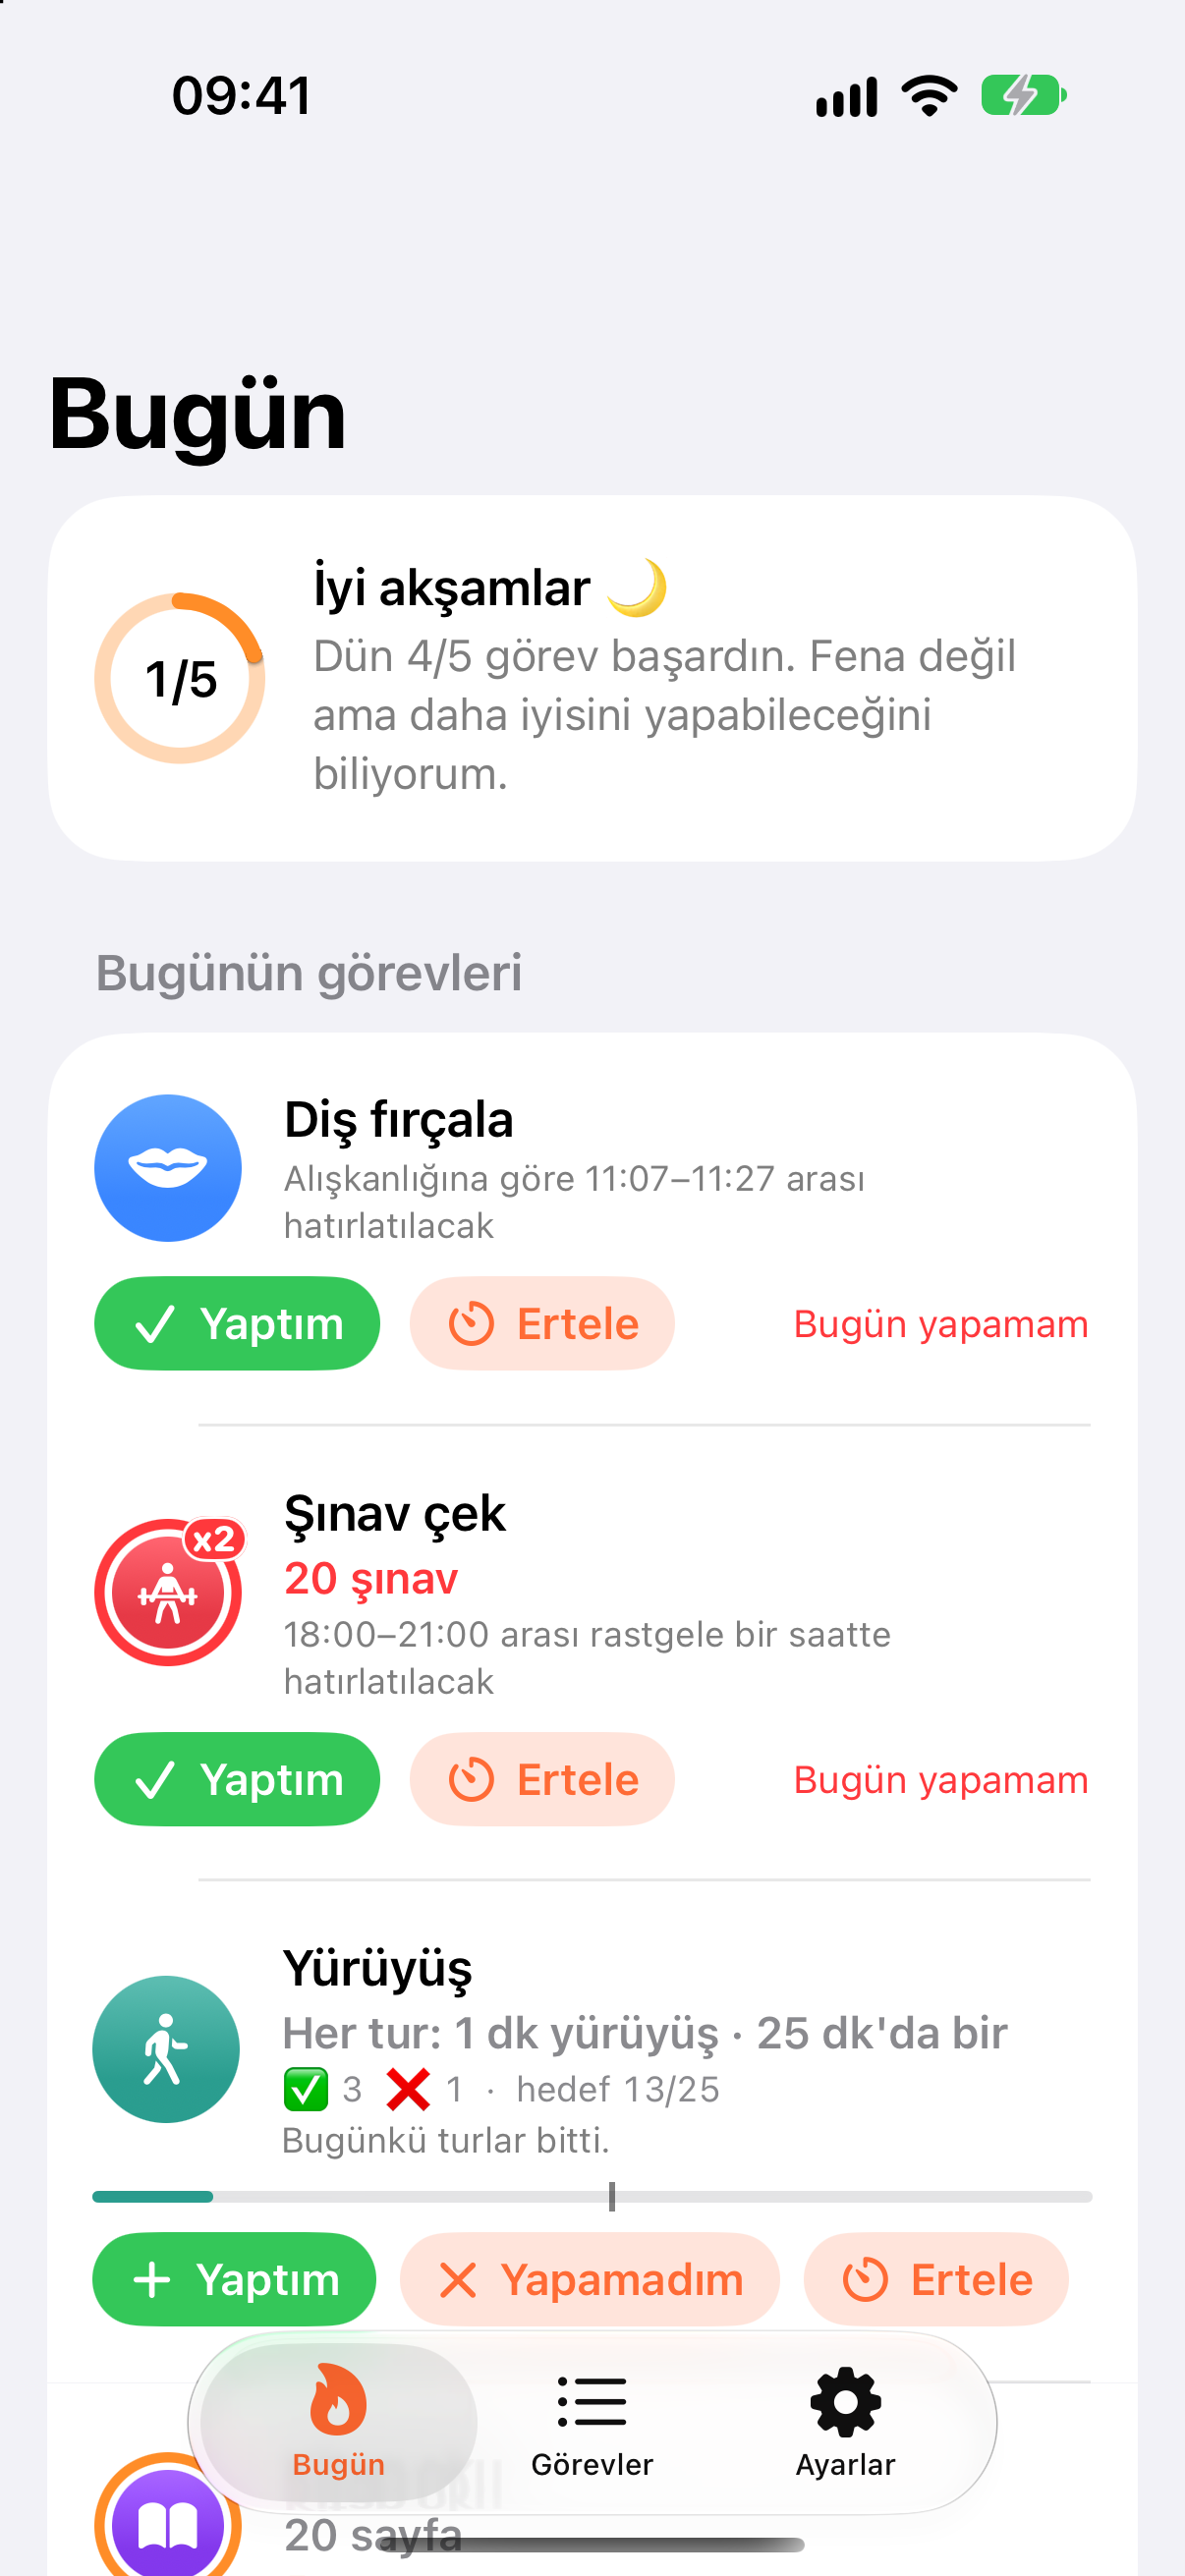 09:41
Bugün
1/5
İyi akşamlar 🌙
Dün 4/5 görev başardın. Fena değil
ama daha iyisini yapabileceğini
biliyorum.
Bugünün görevleri
Diş fırçala
Alışkanlığına göre 11:07–11:27 arası
hatırlatılacak
Yaptım
Ertele
Bugün yapamam
x2
Şınav çek
20 şınav
18:00–21:00 arası rastgele bir saatte
hatırlatılacak
Yaptım
Ertele
Bugün yapamam
Yürüyüş
Her tur: 1 dk yürüyüş · 25 dk'da bir
✅ 3 ❌ 1 · hedef 13/25
Bugünkü turlar bitti.
Yaptım
Yapamadım
Ertele
Bugün
Görevler
Ayarlar
20 sayfa